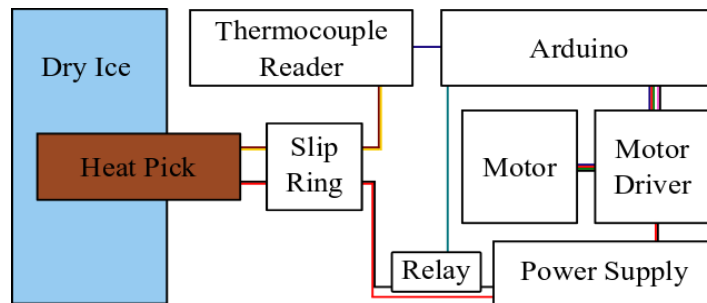 Thermocouple
Reader
Arduino
Dry Ice
Heat Pick
Slip
Ring
Motor
Motor
Driver
Relay
Power Supply